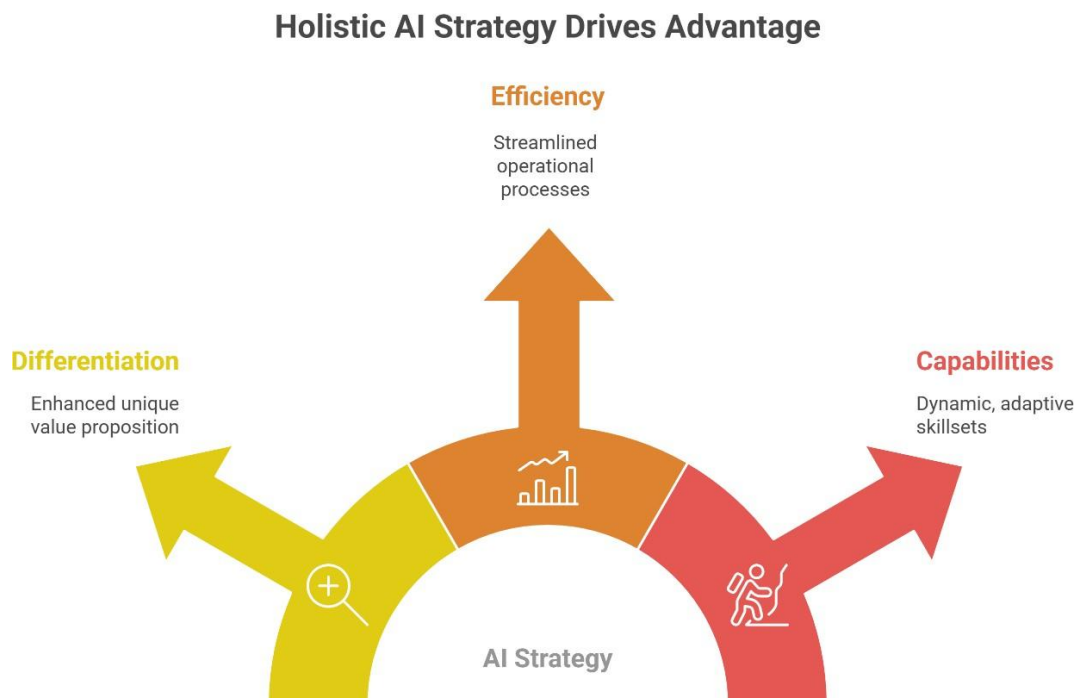 Holistic AI Strategy Drives Advantage
Efficiency
Streamlined
operational
processes
Differentiation
Enhanced unique
value proposition
Capabilities
Dynamic, adaptive
skillsets
AI Strategy